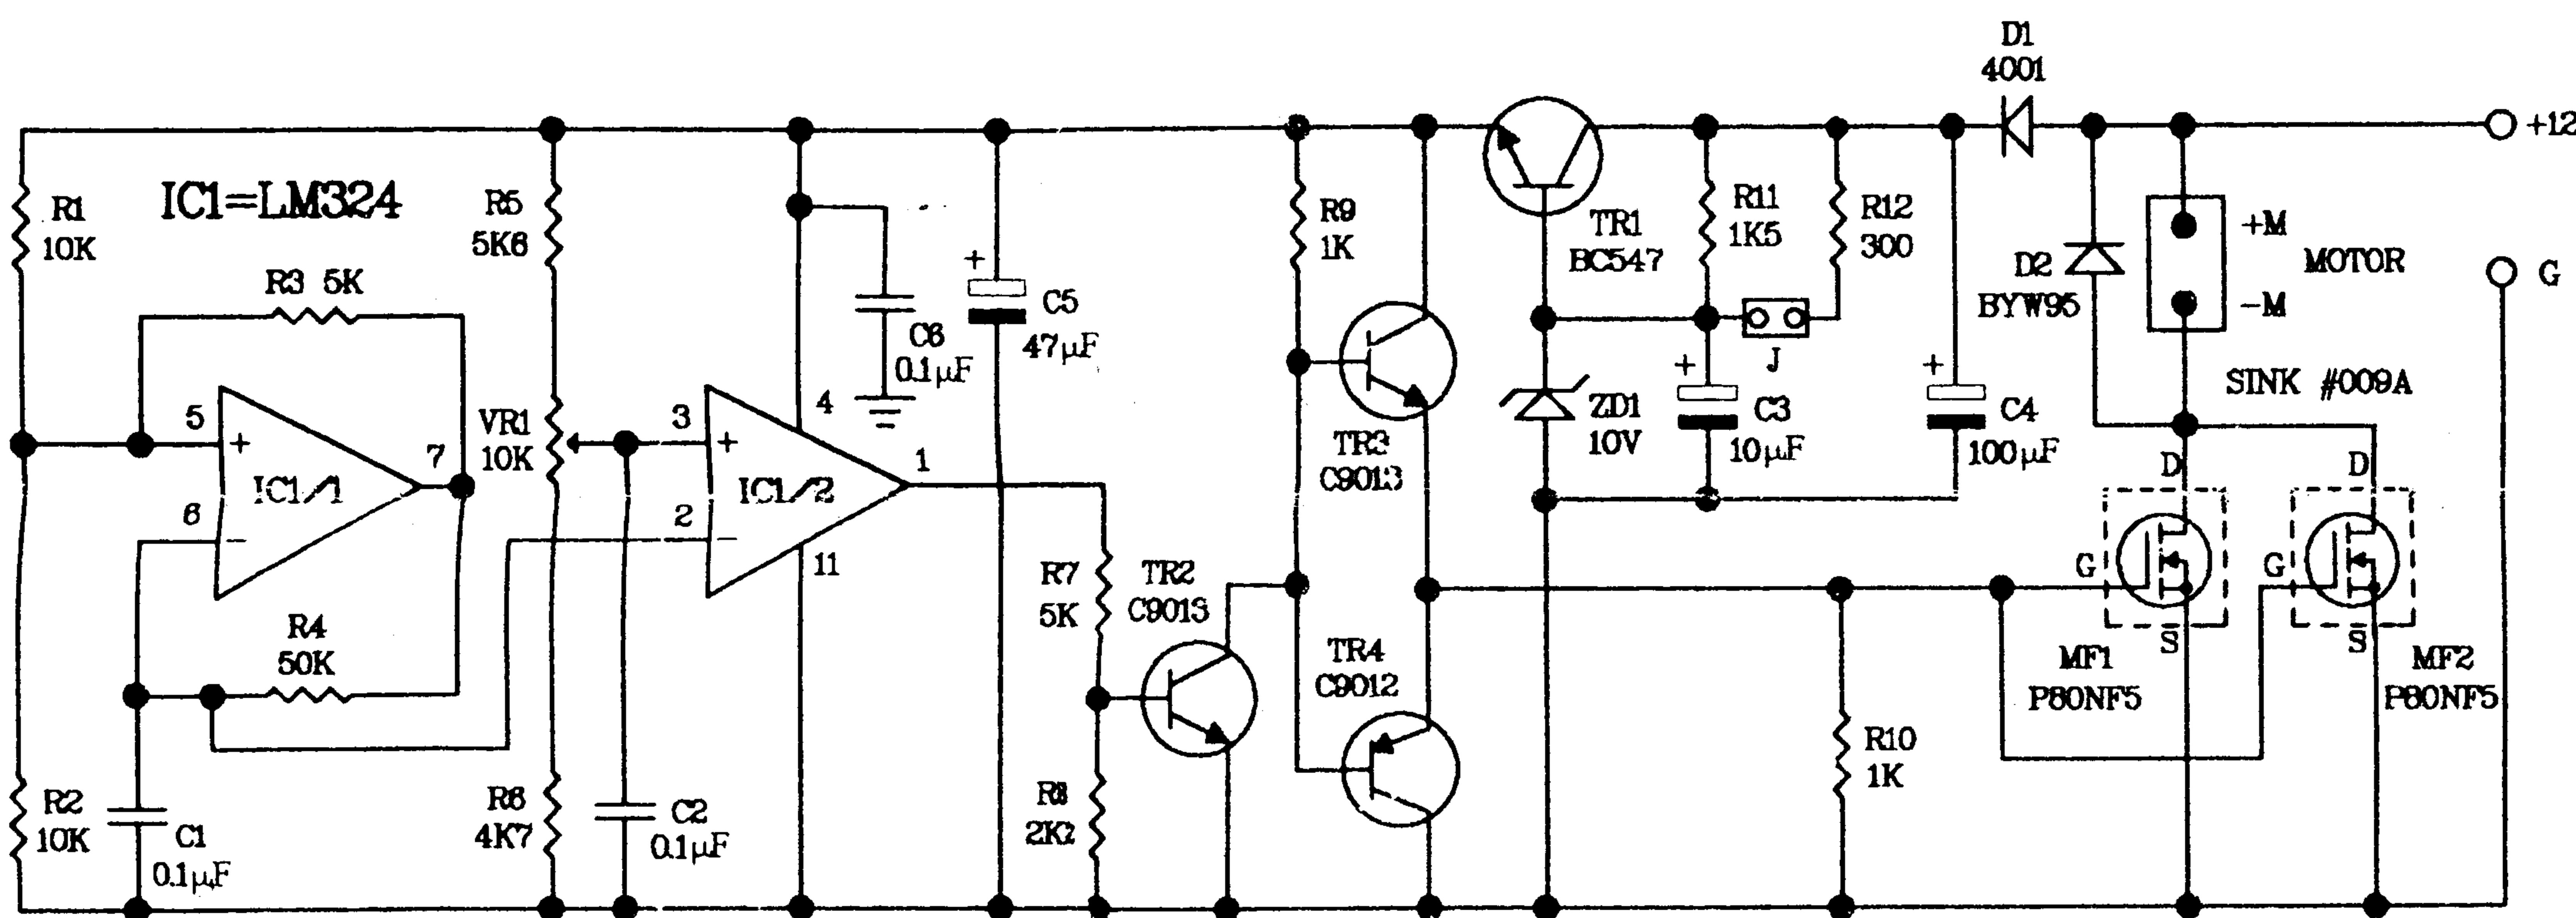 D1
4001
+12
IC1=LM324
R1
10K
R5
5K6
R9
1K
R11
1K5
R12
300
TR1
BC547
+M
MOTOR
-M
G
D2
BYW95
R3 5K
+
C5
47µF
C6
0.1µF
J
SINK #009A
5
+
7
IC1/1
6
-
VR1
10K
3
+
4
1
IC1/2
2
-
11
TR3
C9013
ZD1
10V
+
C3
10µF
+
C4
100µF
D
D
G
G
S
S
R4
50K
R7
5K
TR2
C9013
TR4
C9012
MF1
P80NF5
MF2
P80NF5
R10
1K
R2
10K
C1
0.1µF
R6
4K7
C2
0.1µF
R8
2K2